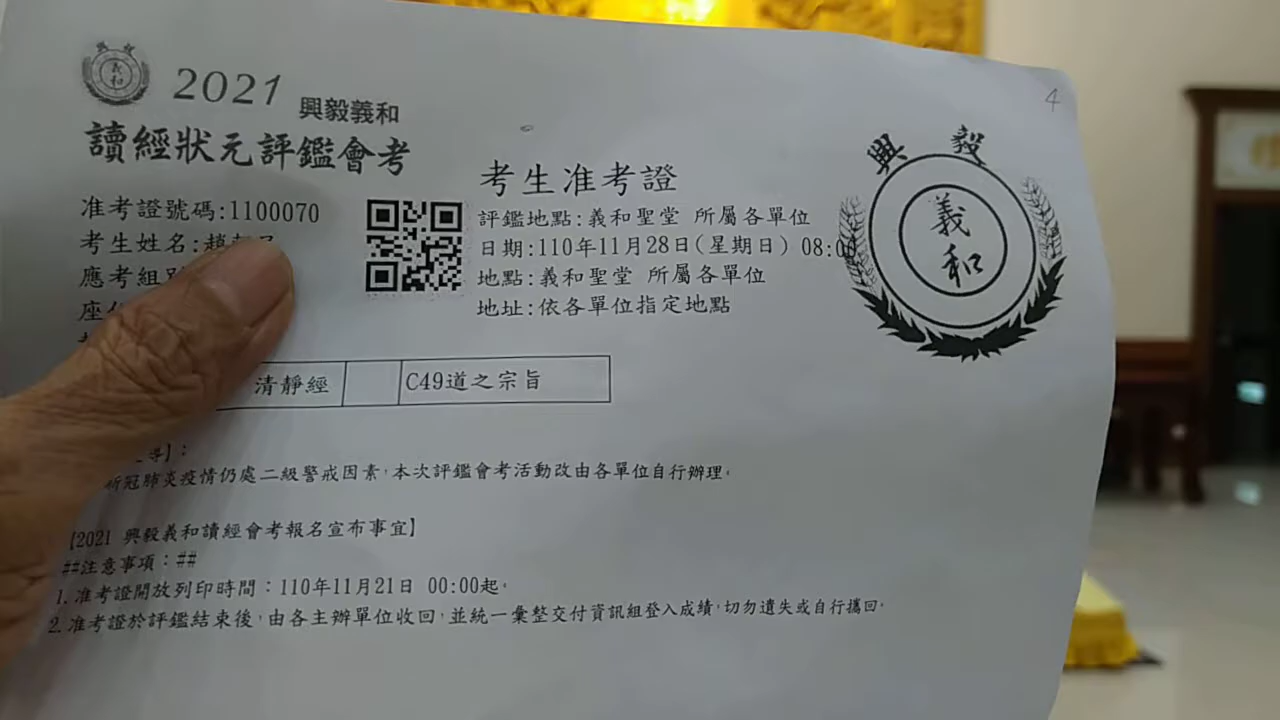 2021 興毅義和
讀經狀元評鑑會考
准考證號碼:1100070
考生姓名:趙
應考組別
座
考生准考證
評鑑地點:義和聖堂 所屬各單位
日期:110年11月28日(星期日) 08:00
地點:義和聖堂 所屬各單位
地址:依各單位指定地點
4
興毅
義和
清靜經 C49道之宗旨
】:
新冠肺炎疫情仍處二級警戒因素,本次評鑑會考活動改由各單位自行辦理。
【2021 興毅義和讀經會考報名宣布事宜】
##注意事項:##
1.准考證開放列印時間:110年11月21日 00:00起。
2.准考證於評鑑結束後,由各主辦單位收回,並統一彙整交付資訊組登入成績,切勿遺失或自行攜回。